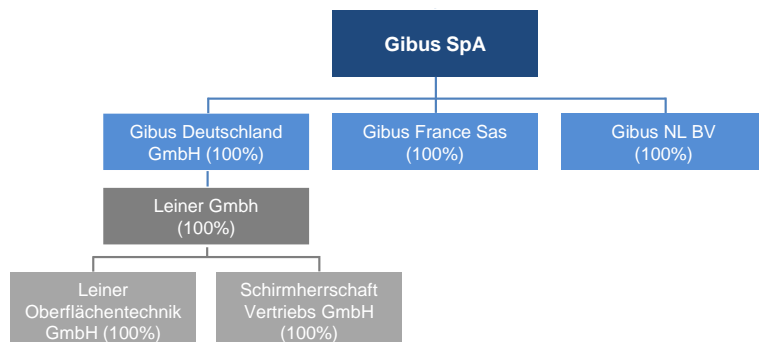 Gibus SpA
Gibus Deutschland
GmbH (100%)
Gibus France Sas
(100%)
Gibus NL BV
(100%)
Leiner Gmbh
(100%)
Leiner
Oberflächentechnik
GmbH (100%)
Schirmherrschaft
Vertriebs GmbH
(100%)